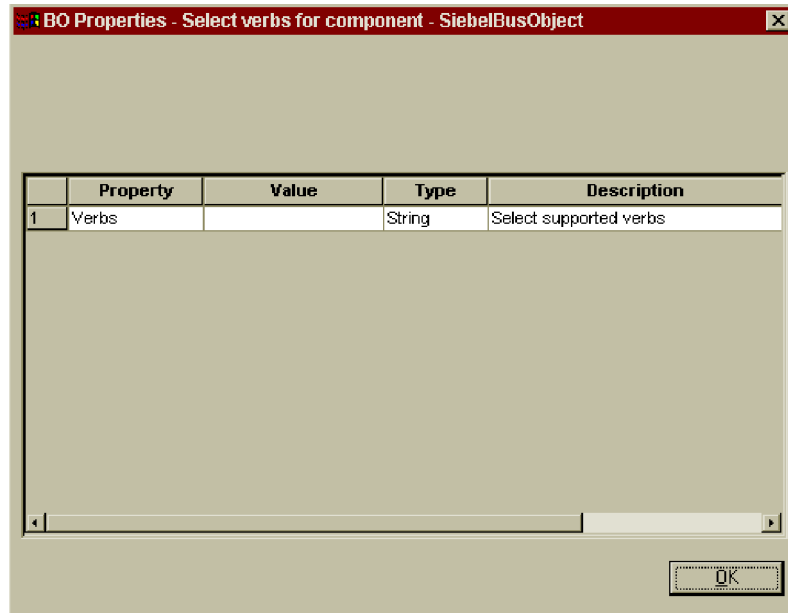 BO Properties - Select verbs for component - SiebelBusObject
Property Value Type Description
1 Verbs String Select supported verbs
OK